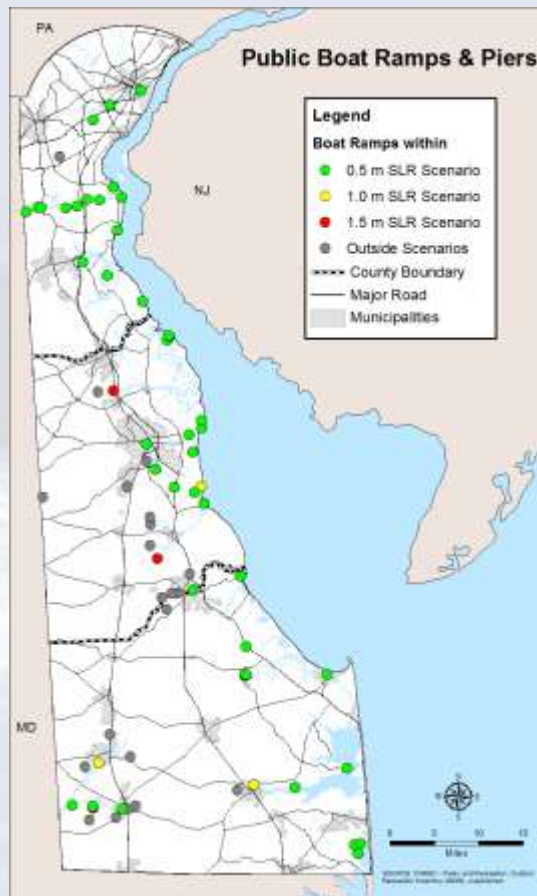 PA
Public Boat Ramps & Piers
Legend
Boat Ramps within
0.5 m SLR Scenario
1.0 m SLR Scenario
1.5 m SLR Scenario
Outside Scenarios
County Boundary
Major Road
Municipalities
NJ
MD
Miles